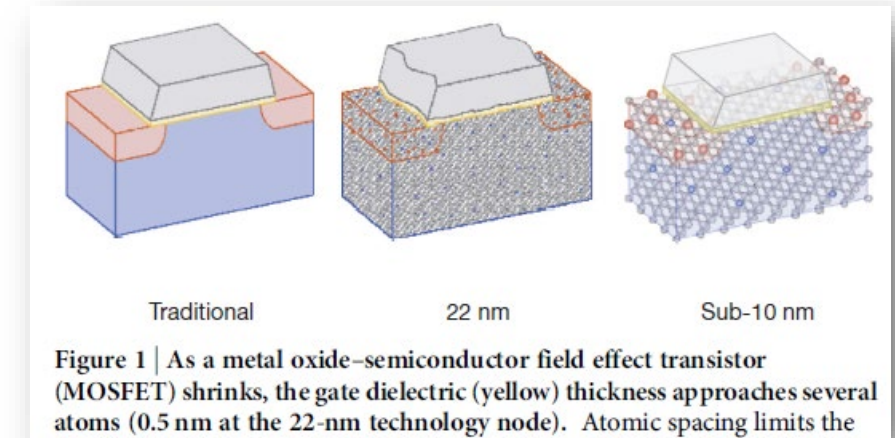 Traditional 22 nm Sub-10 nm
Figure 1 | As a metal oxide–semiconductor field effect transistor
(MOSFET) shrinks, the gate dielectric (yellow) thickness approaches several
atoms (0.5 nm at the 22-nm technology node). Atomic spacing limits the